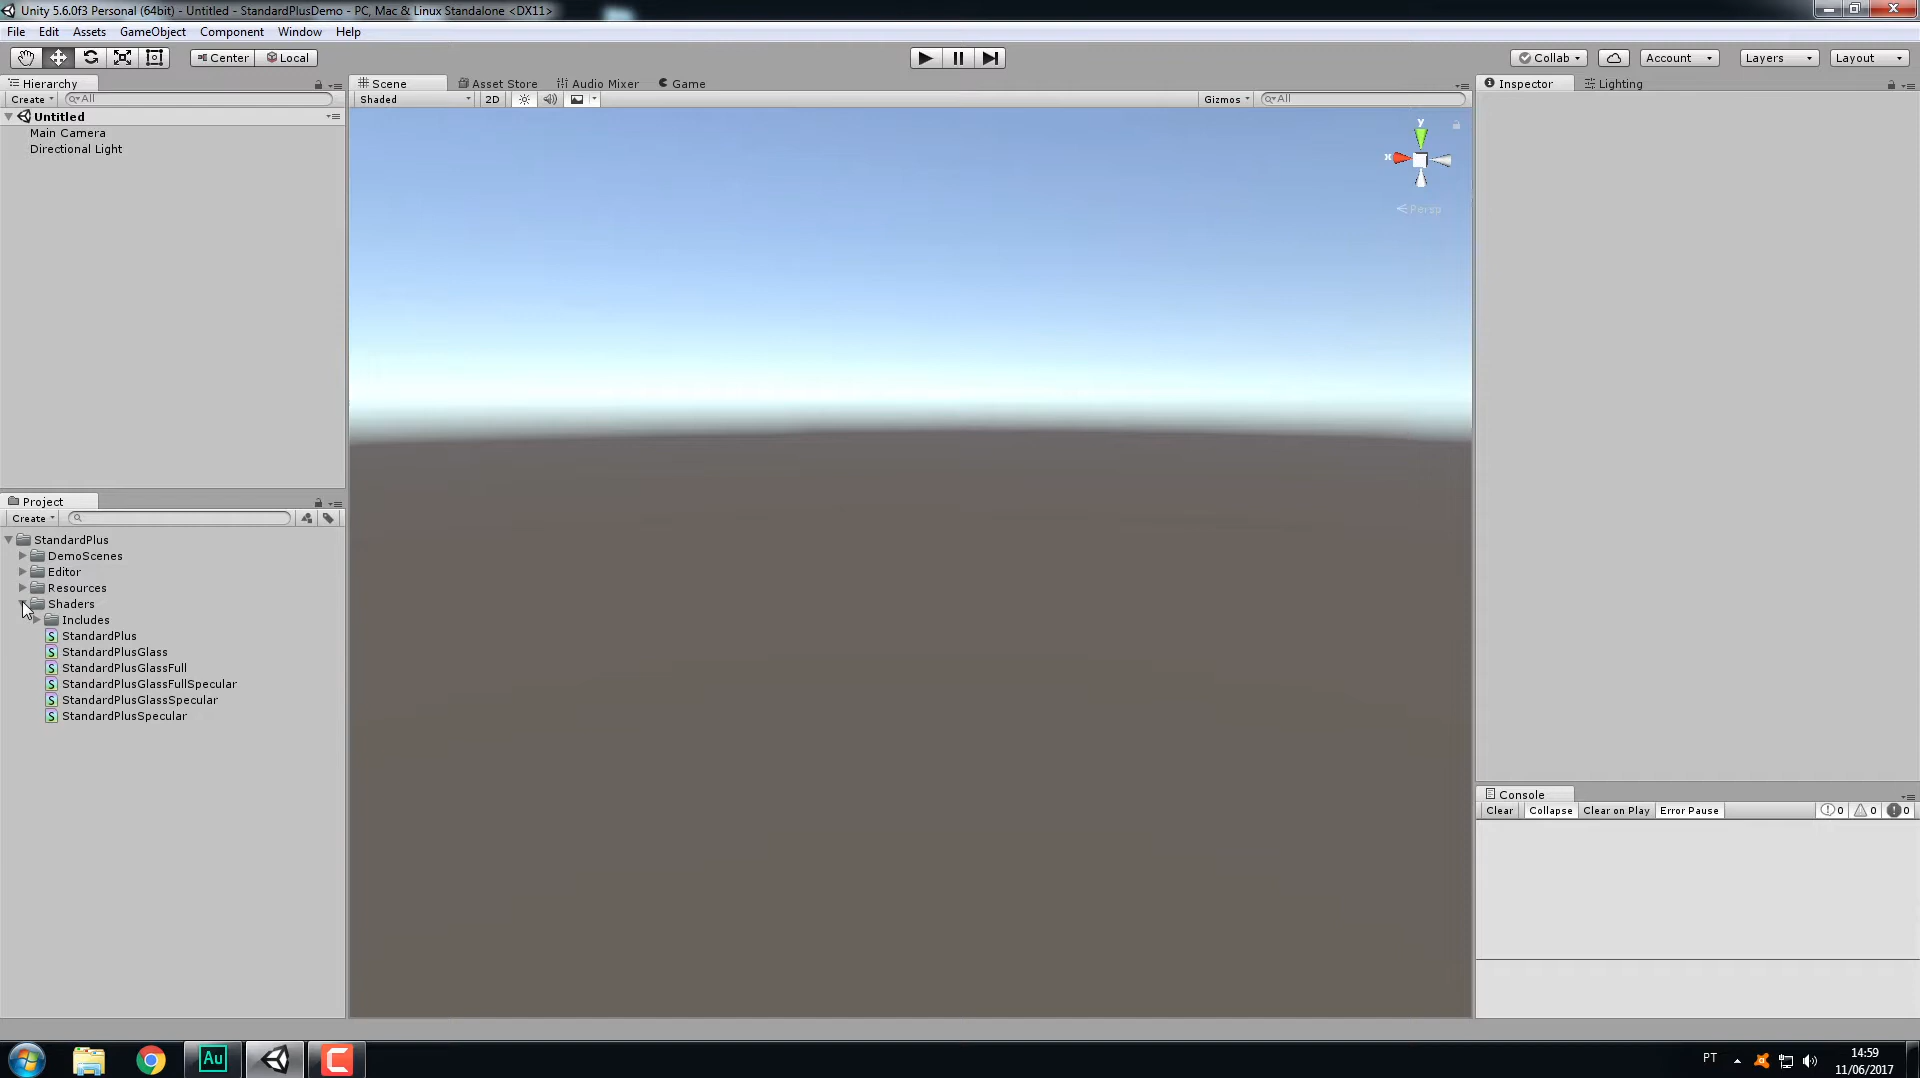 Unity 5.6.0f3 Personal (64bit) - Untitled - StandardPlusDemo - PC, Mac & Linux Standalone <DX11>
File Edit Assets GameObject Component Window Help
Center Local Collab Account Layers Layout
Hierarchy Scene Asset Store Audio Mixer Game Inspector Lighting
Create All Shaded 2D Gizmos All
Untitled
Main Camera
Directional Light
y
x
Persp
Project
Create
StandardPlus
DemoScenes
Editor
Resources
Shaders
Includes
StandardPlus
StandardPlusGlass
StandardPlusGlassFull
StandardPlusGlassFullSpecular
StandardPlusGlassSpecular
StandardPlusSpecular
Console
Clear Collapse Clear on Play Error Pause 0 0 0
Au
PT
14:59
11/06/2017